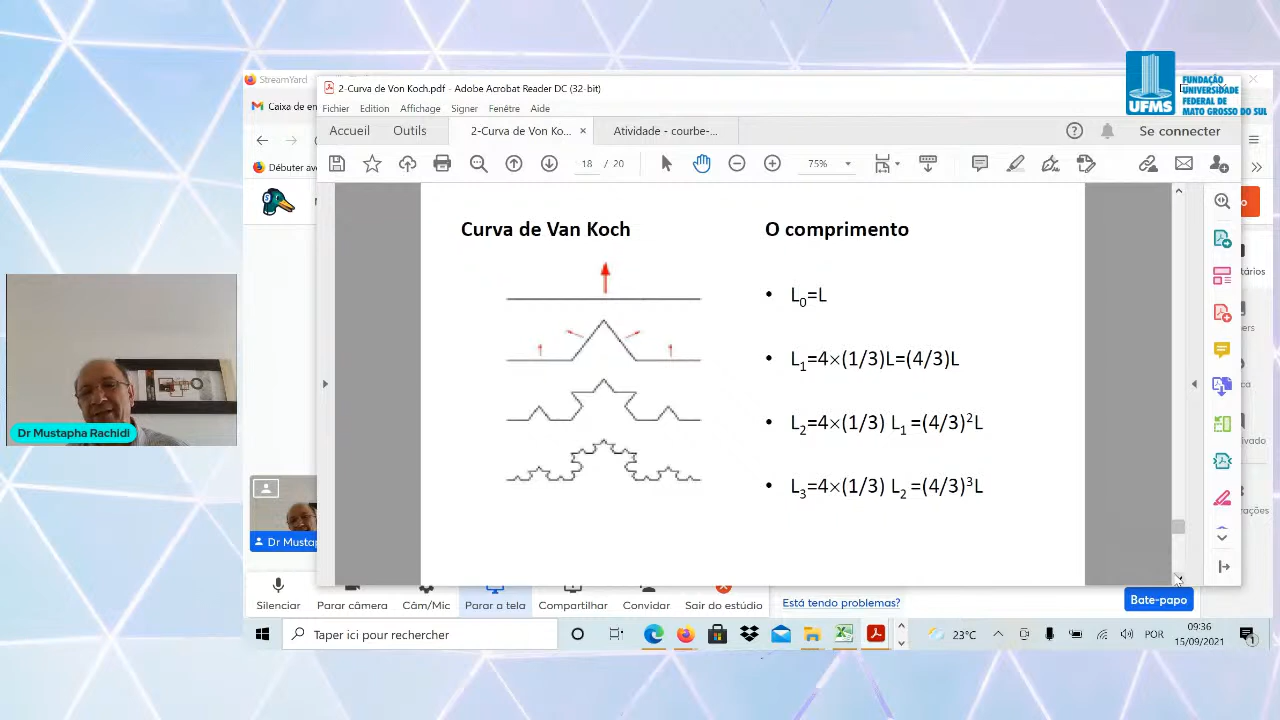 StreamYard
2-Curva de Von Koch.pdf - Adobe Acrobat Reader DC (32-bit)
UFMS
FUNDAÇÃO
UNIVERSIDADE
FEDERAL DE
MATO GROSSO DO SUL
Caixa de en
Fichier Edition Affichage Signer Fenêtre Aide
Accueil Outils 2-Curva de Von Ko... × Atividade - courbe-... Se connecter
18 / 20 75%
Débuter av
Curva de Van Koch
O comprimento
• L₀=L
• L₁=4×(1/3)L=(4/3)L
• L₂=4×(1/3) L₁ =(4/3)²L
• L₃=4×(1/3) L₂ =(4/3)³L
Dr Mustapha Rachidi
Dr Mustap
Silenciar Parar câmera Câm/Mic Parar a tela Compartilhar Convidar Sair do estúdio
Está tendo problemas?
Bate-papo
Taper ici pour rechercher
23°C
POR
09:36
15/09/2021